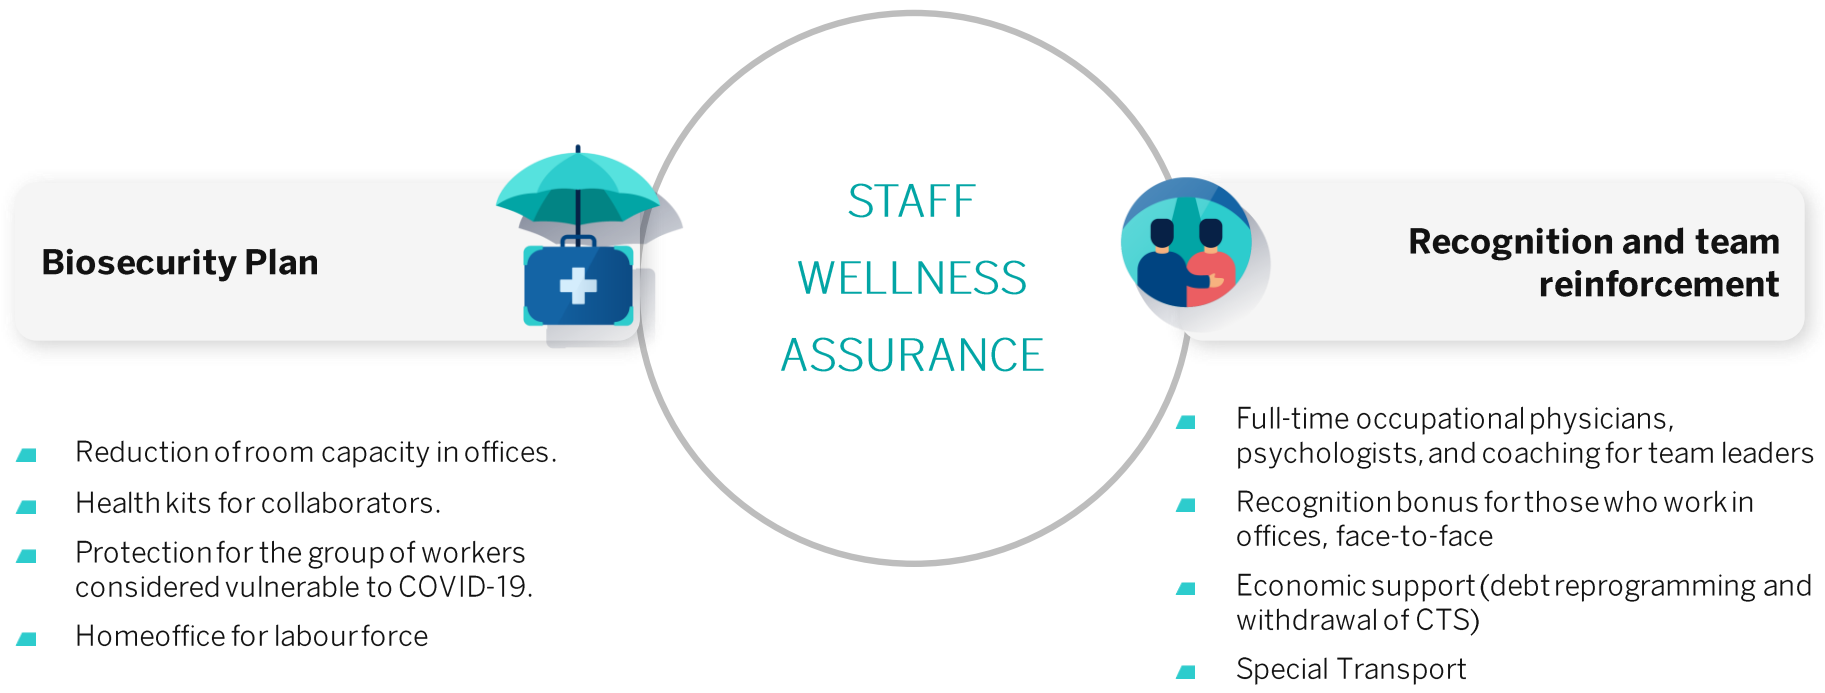 STAFF
WELLNESS
ASSURANCE
Biosecurity Plan
Reduction of room capacity in offices.
Health kits for collaborators.
Protection for the group of workers
considered vulnerable to COVID-19.
Homeoffice for labour force
Recognition and team
reinforcement
Full-time occupational physicians,
psychologists, and coaching for team leaders
Recognition bonus for those who work in
offices, face-to-face
Economic support (debt reprogramming and
withdrawal of CTS)
Special Transport